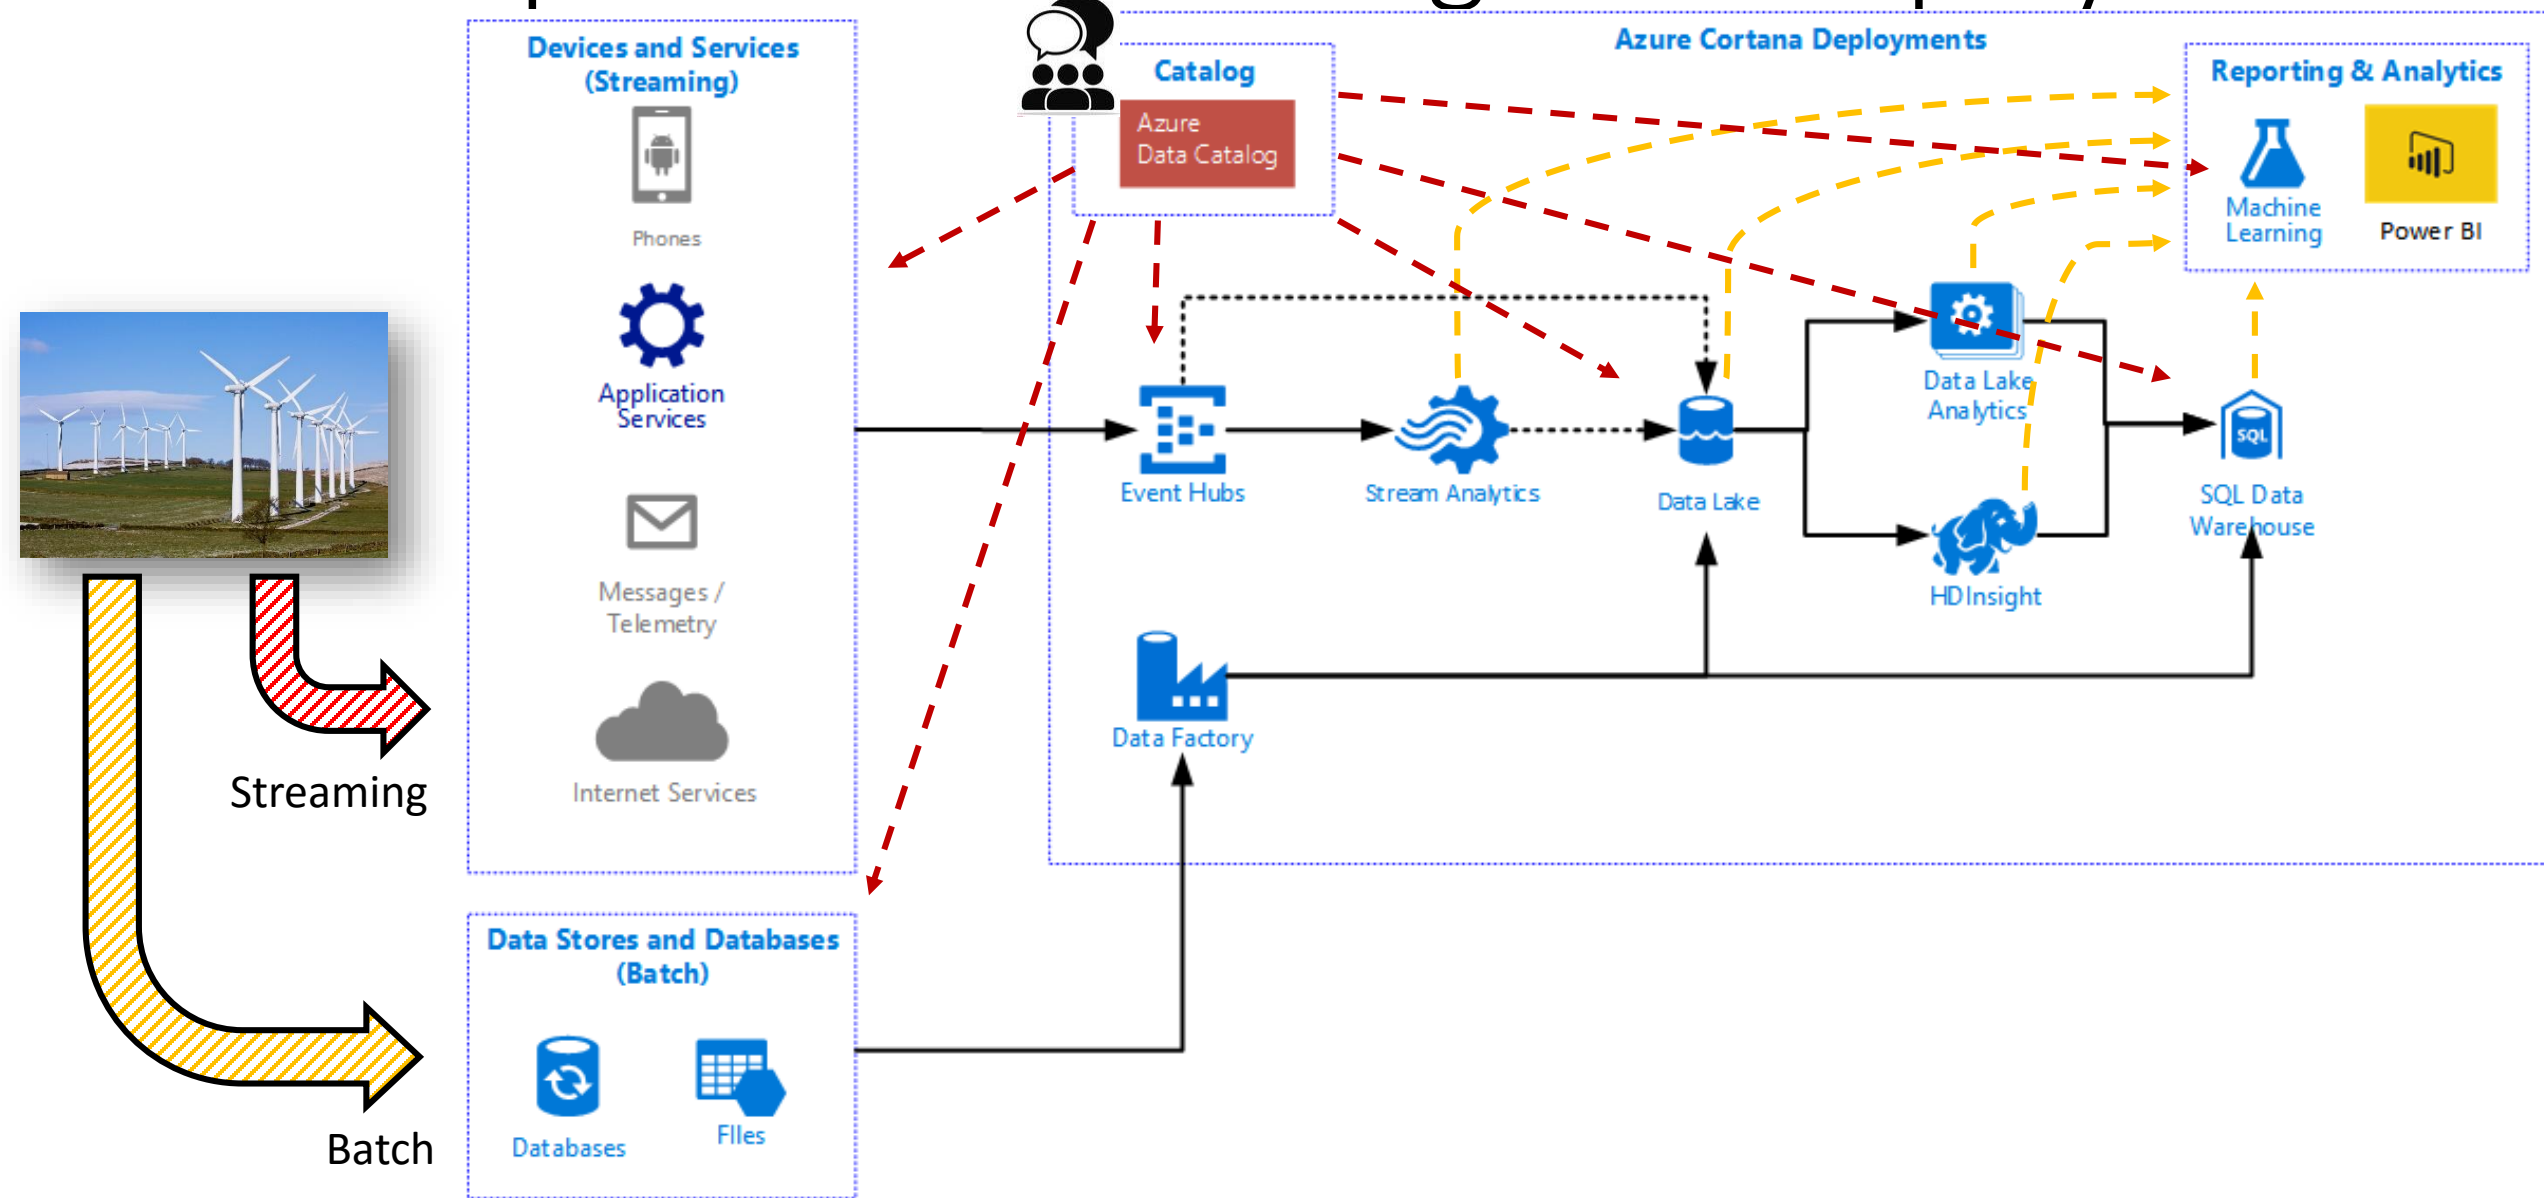 Devices and Services
(Streaming)
Phones
Application
Services
Messages /
Telemetry
Internet Services
Streaming
Batch
Data Stores and Databases
(Batch)
Databases
FIles
Azure Cortana Deployments
Catalog
Azure
Data Catalog
Reporting & Analytics
Machine
Learning
Power BI
Event Hubs
Stream Analytics
Data Lake
Data Lake
Analytics
HDInsight
SQL
SQL Data
Warehouse
Data Factory